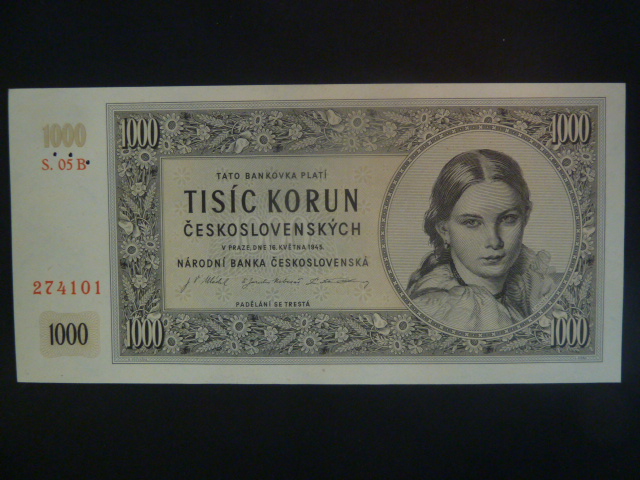 1000
1000
1000
S. 05 B
TATO BANKOVKA PLATÍ
TISÍC KORUN
ČESKOSLOVENSKÝCH
V PRAZE DNE 16. KVĚTNA 1945.
NÁRODNÍ BANKA ČESKOSLOVENSKÁ
274101
PADĚLÁNÍ SE TRESTÁ
1000
1000
1000